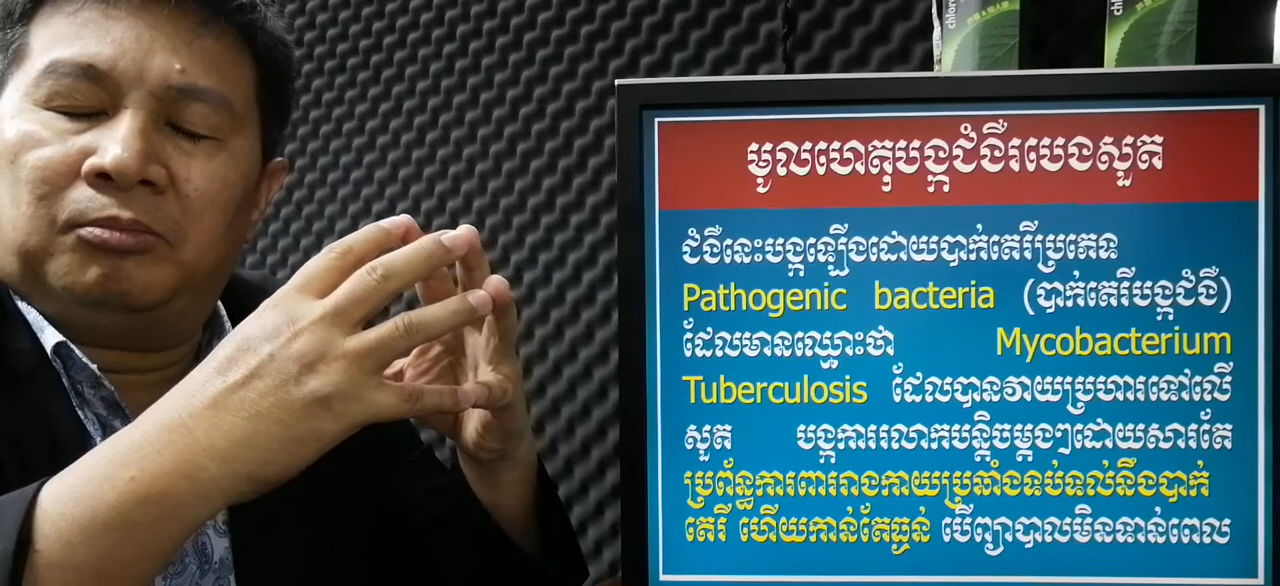 chlor
chlor
មូលហេតុបង្កជំងឺរបេងសួត
ជំងឺនេះបង្កឡើងដោយបាក់តេរីប្រភេទ
Pathogenic bacteria (បាក់តេរីបង្កជំងឺ)
ដែលមានឈ្មោះថា Mycobacterium
Tuberculosis ដែលបានវាយប្រហារទៅលើ
សួត បង្កការរលាកបន្តិចម្តងៗដោយសារតែ
ប្រព័ន្ធការពាររាងកាយប្រឆាំងទប់ទល់នឹងបាក់
តេរី ហើយកាន់តែធ្ងន់ បើព្យាបាលមិនទាន់ពេល